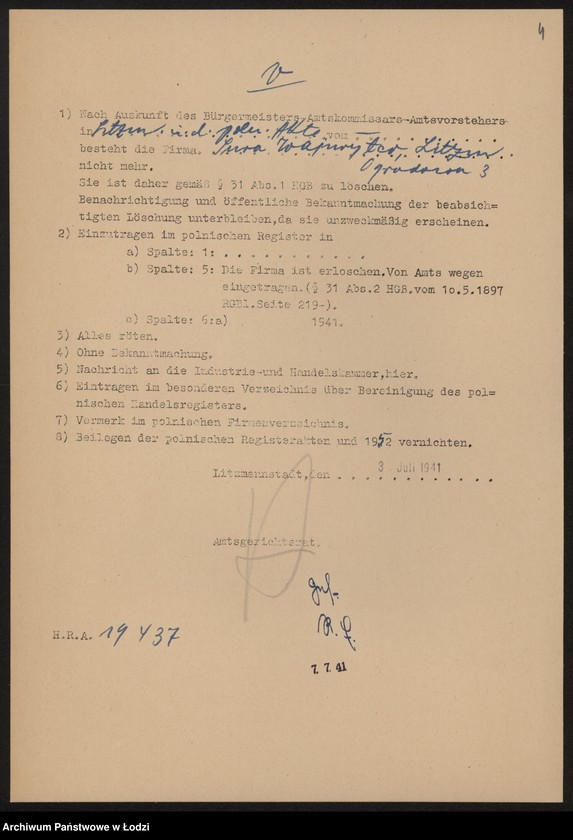 4
V
1) Nach Auskunft des Bürgermeisters-Amtskommissars-Amtsvorstehers
in Litzm. u. d. poln. Akte vom — . . . . . .
besteht die Firma. Sura Litzm. .
Ogrodowa 3
nicht mehr.
Sie ist daher gemäß § 31 Abs.1 HGB zu löschen.
Benachrichtigung und öffentliche Bekanntmachung der beabsich=
tigten Löschung unterbleiben,da sie unzweckmäßig erscheinen.
2) Einzutragen im polnischen Register in
a) Spalte: 1: . . . . . . . . . . . .
b) Spalte: 5: Die Firma ist erloschen.Von Amts wegen
eingetragen.(§ 31 Abs.2 HGB.vom 1o.5.1897
RGBl.Seite 219-).
c) Spalte: 6:a) 1941.
3) Alles röten.
4) Ohne Bekanntmachung.
5) Nachricht an die Industrie-und Handelskammer,hier.
6) Eintragen im besonderen Verzeichnis über Bereinigung des pol=
nischen Handelsregisters.
7) Vermerk im polnischen Firmenverzeichnis.
8) Beilegen der polnischen Registerakten und 1952 vernichten.
Litzmannstadt,den . . . . . . . . . . . . .
3. Juli 1941
Amtsgerichtsrat.
gef.
H.R.A. 19437
7. 7. 41
Archiwum Państwowe w Łodzi